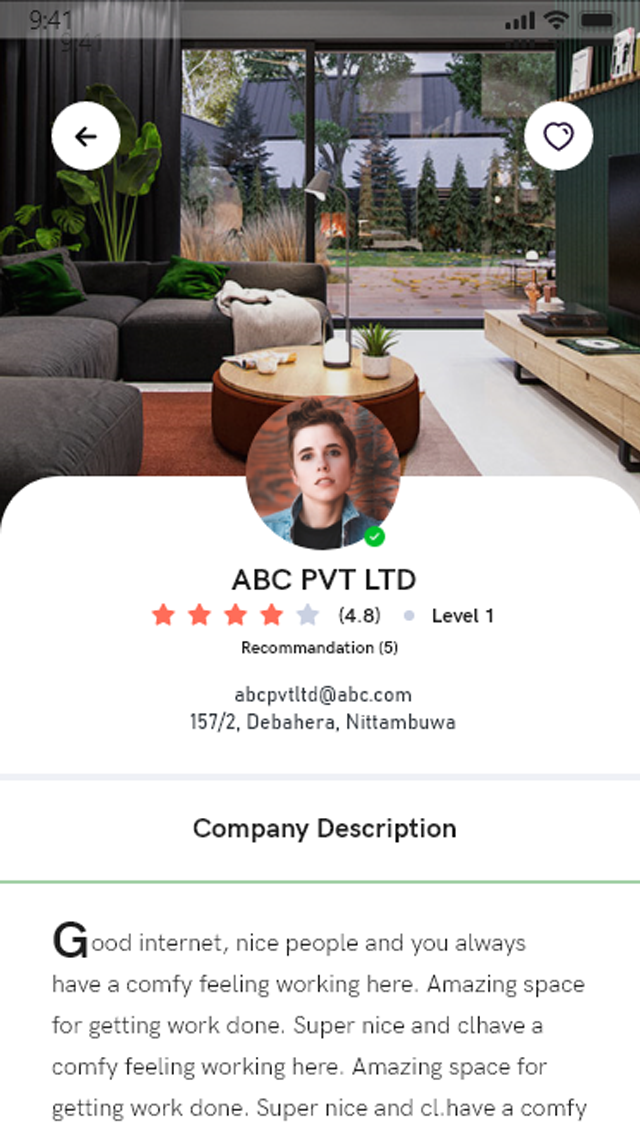 9:41
9:41
ABC PVT LTD
(4.8) Level 1
Recommandation (5)
abcpvtltd@abc.com
157/2, Debahera, Nittambuwa
Company Description
Good internet, nice people and you always
have a comfy feeling working here. Amazing space
for getting work done. Super nice and clhave a
comfy feeling working here. Amazing space for
getting work done. Super nice and cl.have a comfy